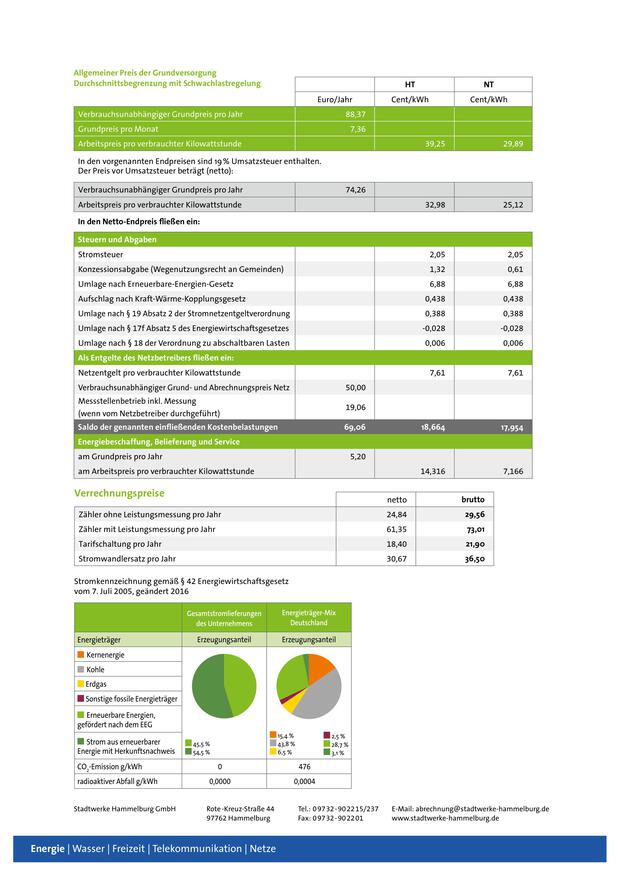 Allgemeiner Preis der Grundversorgung
Durchschnittsbegrenzung mit Schwachlastregelung
HT NT
Euro/Jahr Cent/kWh Cent/kWh
Verbrauchsunabhängiger Grundpreis pro Jahr 88,37
Grundpreis pro Monat 7,36
Arbeitspreis pro verbrauchter Kilowattstunde 39,25 29,89
In den vorgenannten Endpreisen sind 19 % Umsatzsteuer enthalten.
Der Preis vor Umsatzsteuer beträgt (netto):
Verbrauchsunabhängiger Grundpreis pro Jahr 74,26
Arbeitspreis pro verbrauchter Kilowattstunde 32,98 25,12
In den Netto-Endpreis fließen ein:
Steuern und Abgaben
Stromsteuer 2,05 2,05
Konzessionsabgabe (Wegenutzungsrecht an Gemeinden) 1,32 0,61
Umlage nach Erneuerbare-Energien-Gesetz 6,88 6,88
Aufschlag nach Kraft-Wärme-Kopplungsgesetz 0,438 0,438
Umlage nach § 19 Absatz 2 der Stromnetzentgeltverordnung 0,388 0,388
Umlage nach § 17f Absatz 5 des Energiewirtschaftsgesetzes -0,028 -0,028
Umlage nach § 18 der Verordnung zu abschaltbaren Lasten 0,006 0,006
Als Entgelte des Netzbetreibers fließen ein:
Netzentgelt pro verbrauchter Kilowattstunde 7,61 7,61
Verbrauchsunabhängiger Grund- und Abrechnungspreis Netz 50,00
Messstellenbetrieb inkl. Messung
(wenn vom Netzbetreiber durchgeführt) 19,06
Saldo der genannten einfließenden Kostenbelastungen 69,06 18,664 17,954
Energiebeschaffung, Belieferung und Service
am Grundpreis pro Jahr 5,20
am Arbeitspreis pro verbrauchter Kilowattstunde 14,316 7,166
Verrechnungspreise
netto brutto
Zähler ohne Leistungsmessung pro Jahr 24,84 29,56
Zähler mit Leistungsmessung pro Jahr 61,35 73,01
Tarifschaltung pro Jahr 18,40 21,90
Stromwandlersatz pro Jahr 30,67 36,50
Stromkennzeichnung gemäß § 42 Energiewirtschaftsgesetz
vom 7. Juli 2005, geändert 2016
Gesamtstromlieferungen
des Unternehmens
Energieträger-Mix
Deutschland
Energieträger Erzeugungsanteil Erzeugungsanteil
Kernenergie
Kohle
Erdgas
Sonstige fossile Energieträger
Erneuerbare Energien,
gefördert nach dem EEG
Strom aus erneuerbarer
Energie mit Herkunftsnachweis
45,5 %
54,5 %
15,4 % 2,5 %
43,8 % 28,7 %
6,5 % 3,1 %
CO2-Emission g/kWh 0 476
radioaktiver Abfall g/kWh 0,0000 0,0004
Stadtwerke Hammelburg GmbH Rote-Kreuz-Straße 44 Tel.: 09732-902215/237 E-Mail: abrechnung@stadtwerke-hammelburg.de
97762 Hammelburg Fax: 09732-902201 www.stadtwerke-hammelburg.de
Energie | Wasser | Freizeit | Telekommunikation | Netze